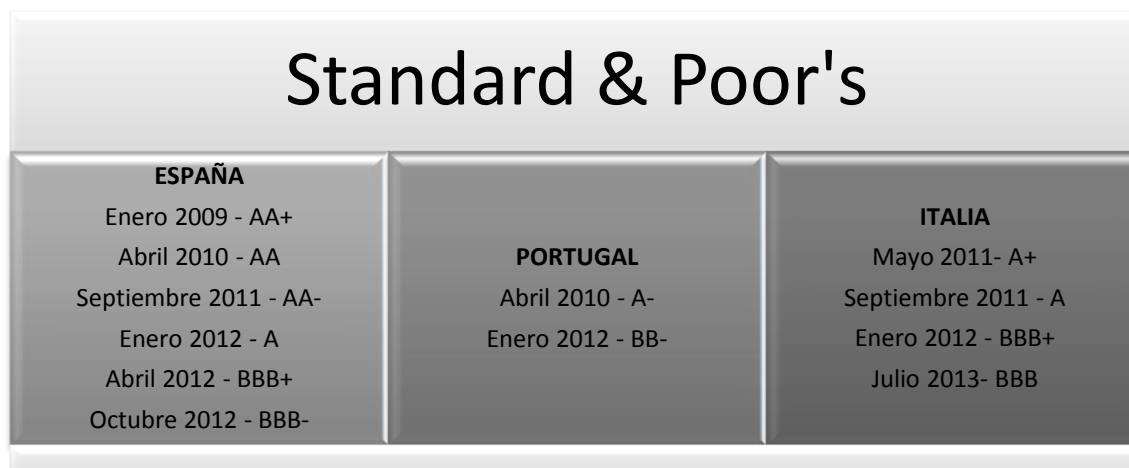 Standard & Poor's
ESPAÑA
Enero 2009 - AA+
Abril 2010 - AA
Septiembre 2011 - AA-
Enero 2012 - A
Abril 2012 - BBB+
Octubre 2012 - BBB-
PORTUGAL
Abril 2010 - A-
Enero 2012 - BB-
ITALIA
Mayo 2011- A+
Septiembre 2011 - A
Enero 2012 - BBB+
Julio 2013- BBB